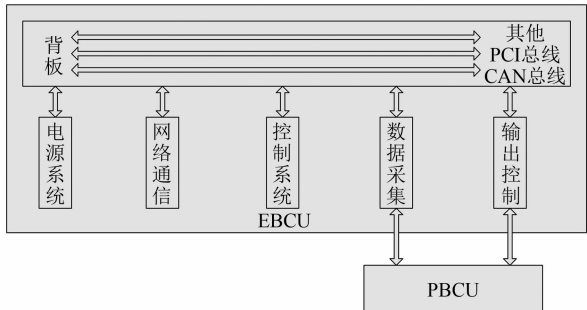 背板
其他
PCI总线
CAN总线
电源系统
网络通信
控制系统
数据采集
输出控制
EBCU
PBCU